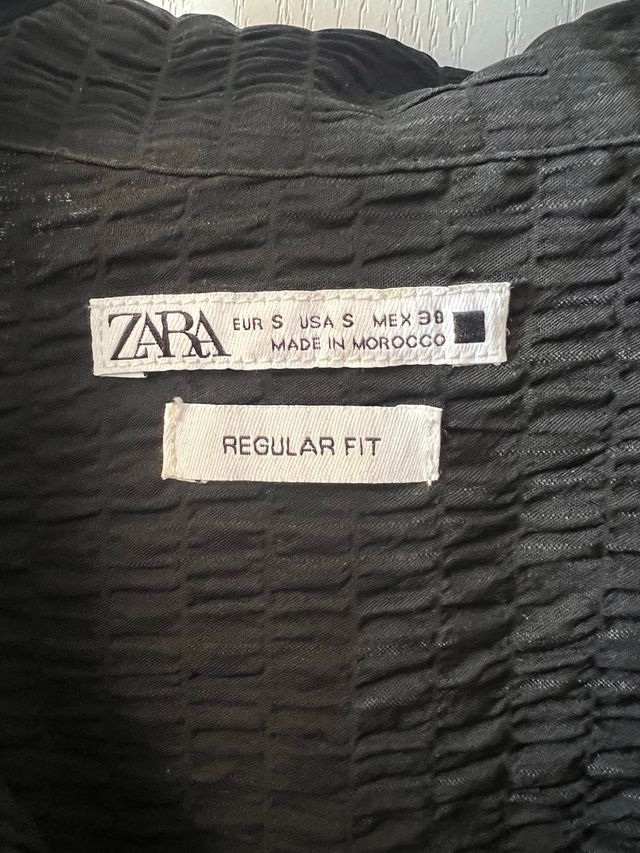 ZARA EUR S USA S MEX 38
MADE IN MOROCCO
REGULAR FIT